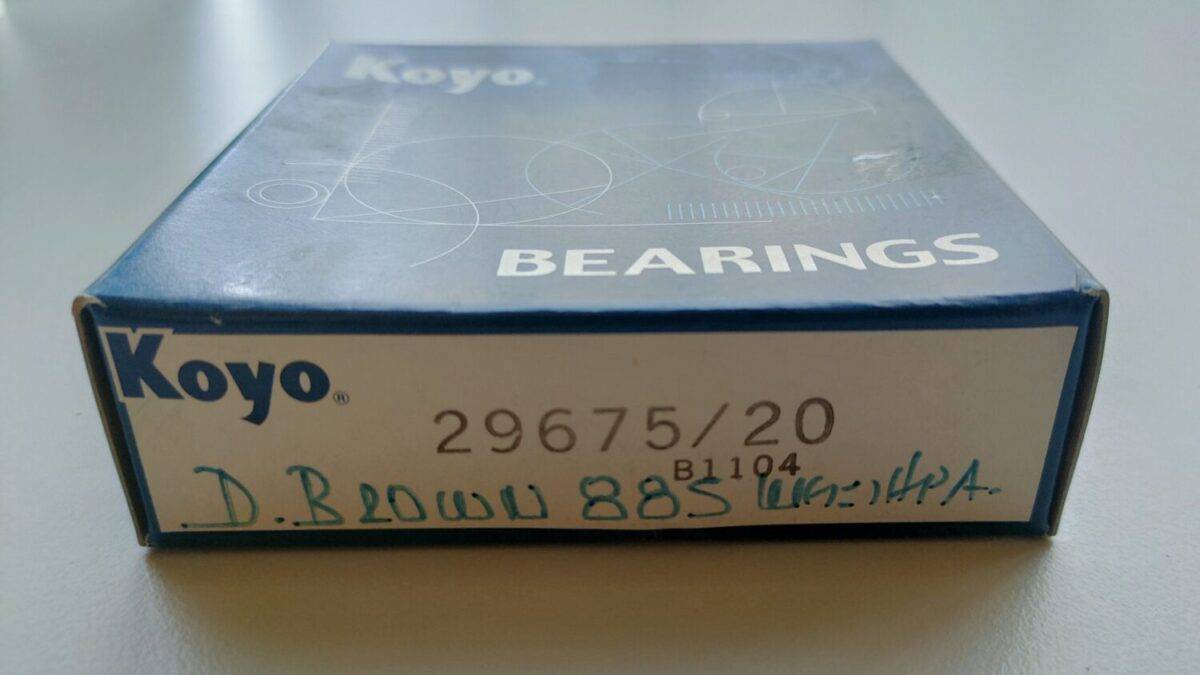 Koyo
BEARINGS
Koyo®
29675/20
B1104
D. BROWN 885